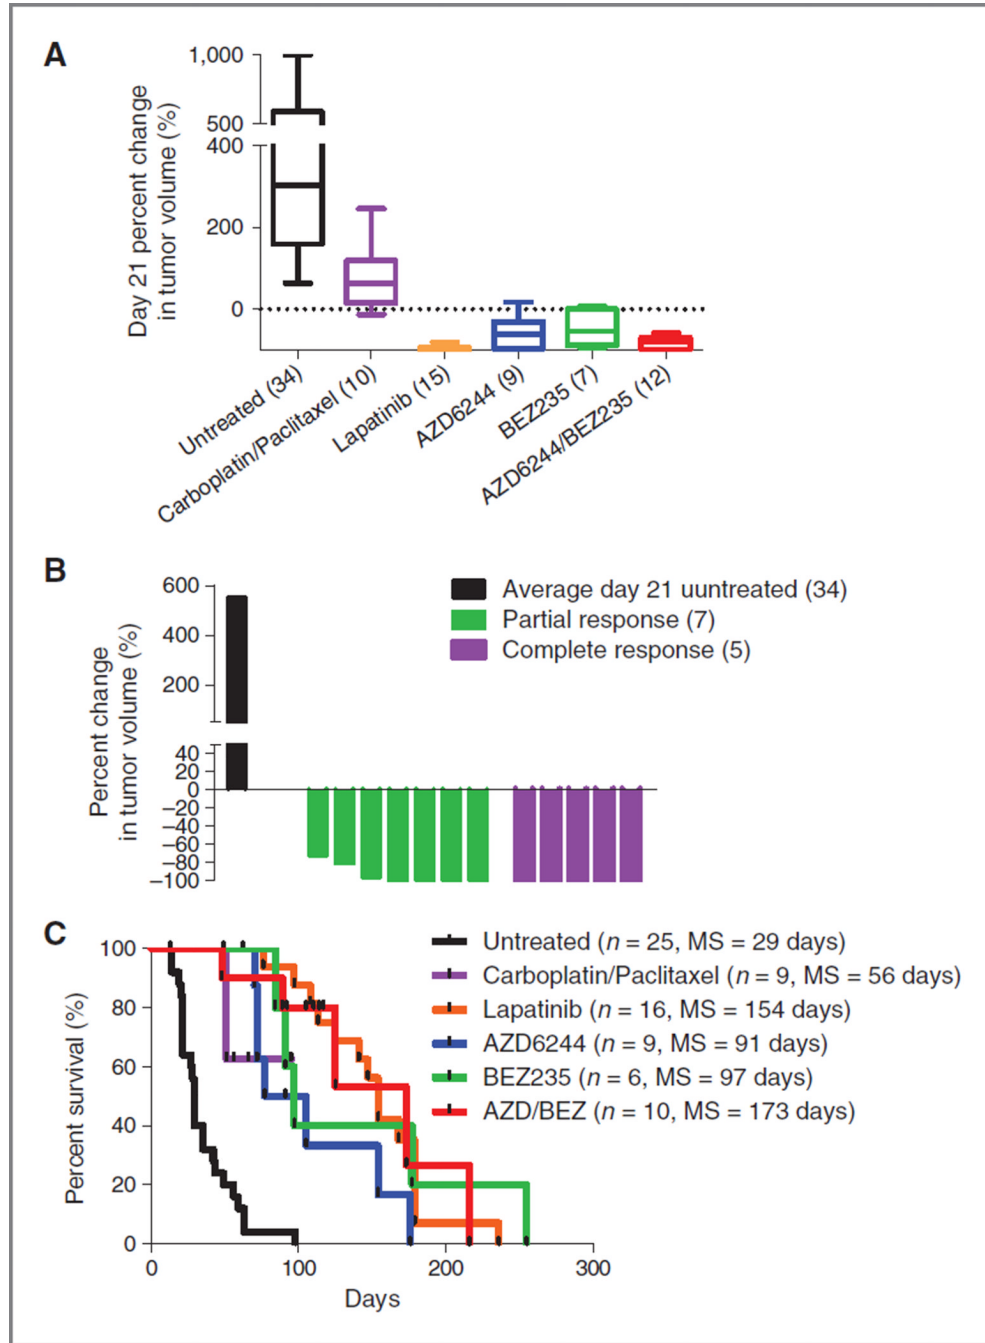 A
Day 21 percent change
in tumor volume (%)
1,000
500
400
200
0
Untreated (34)
Carboplatin/Paclitaxel (10)
Lapatinib (15)
AZD6244 (9)
BEZ235 (7)
AZD6244/BEZ235 (12)
B
Percent change
in tumor volume (%)
600
400
200
40
20
0
–20
–40
–60
–80
–100
Average day 21 uuntreated (34)
Partial response (7)
Complete response (5)
C
Percent survival (%)
100
80
60
40
20
0
0
100
200
300
Days
Untreated (n = 25, MS = 29 days)
Carboplatin/Paclitaxel (n = 9, MS = 56 days)
Lapatinib (n = 16, MS = 154 days)
AZD6244 (n = 9, MS = 91 days)
BEZ235 (n = 6, MS = 97 days)
AZD/BEZ (n = 10, MS = 173 days)